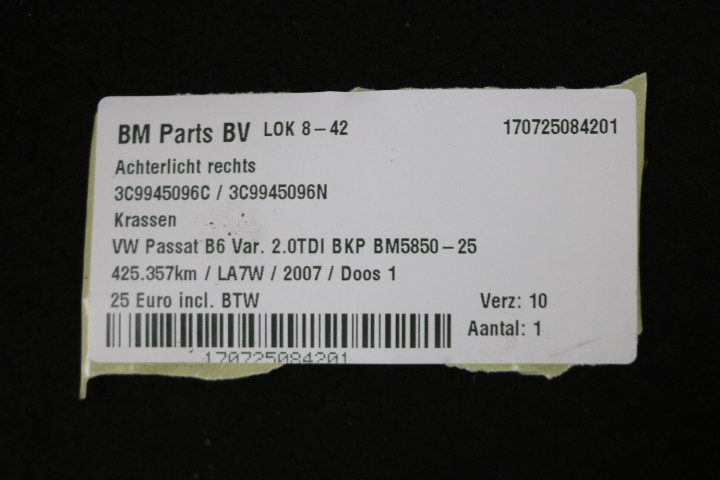 BM Parts BV LOK 8-42 170725084201
Achterlicht rechts
3C9945096C / 3C9945096N
Krassen
VW Passat B6 Var. 2.0TDI BKP BM5850-25
425.357km / LA7W / 2007 / Doos 1
25 Euro incl. BTW Verz: 10
Aantal: 1
170725084201